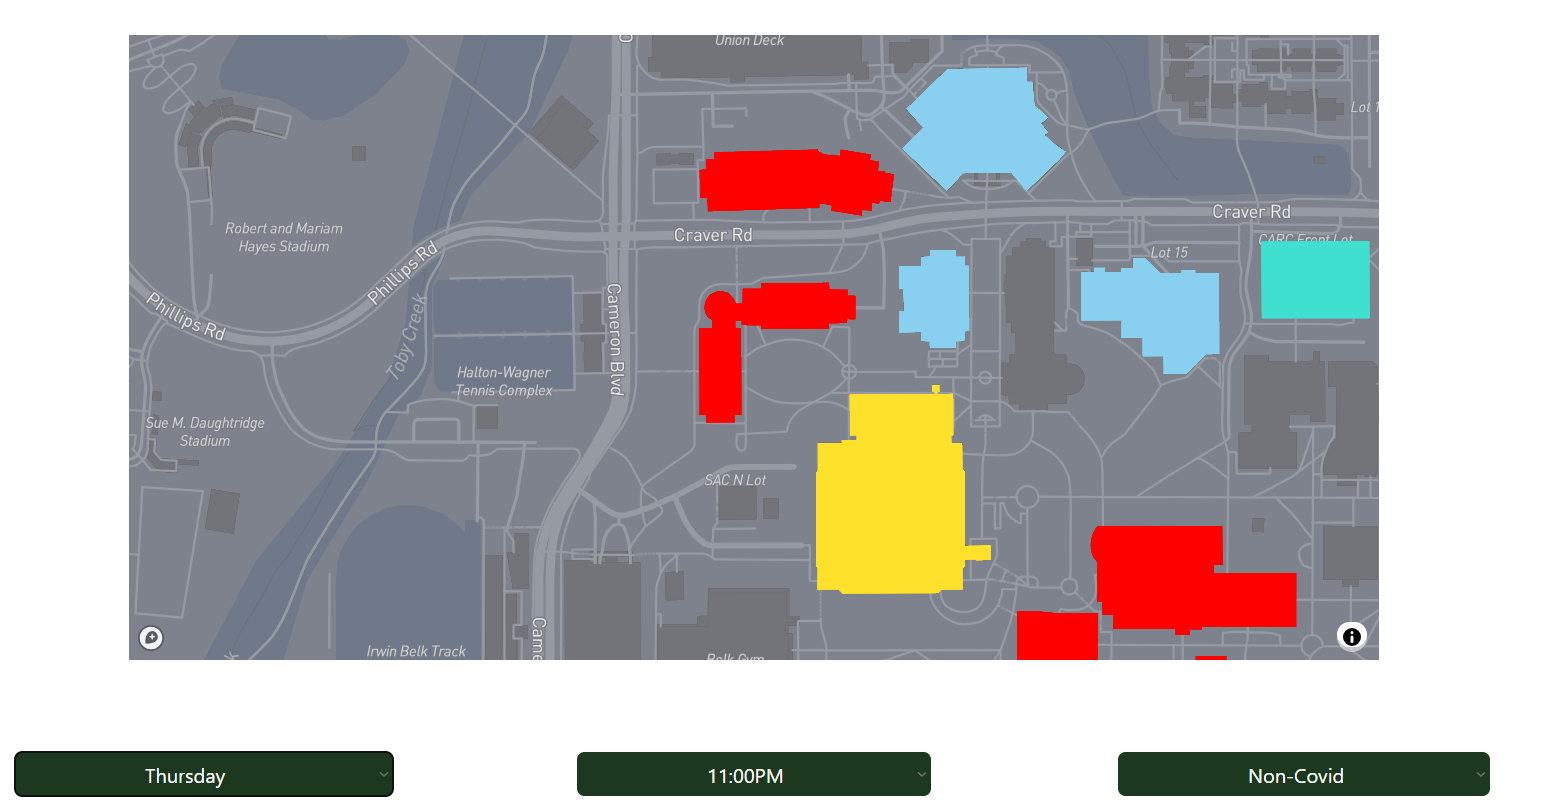 Union Deck
Lot 1
Robert and Mariam
Hayes Stadium
Craver Rd
Craver Rd
CARC Front Lot
Lot 15
Phillips Rd
Phillips Rd
Toby Creek
Cameron Blvd
Halton-Wagner
Tennis Complex
Sue M. Daughtridge
Stadium
SAC N Lot
Came
Irwin Belk Track
Belk Gym
Thursday
11:00PM
Non-Covid